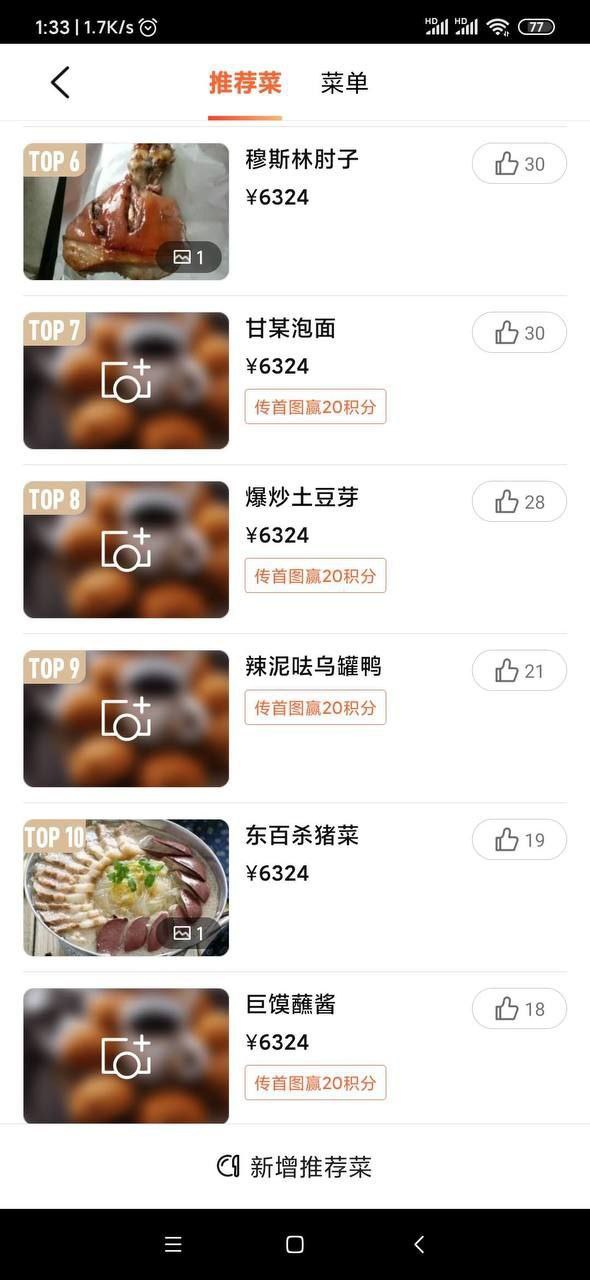 1:33 | 1.7K/s
HD HD 77
推荐菜 菜单
TOP 6
穆斯林肘子
30
¥6324
1
TOP 7
甘某泡面
30
¥6324
传首图赢20积分
TOP 8
爆炒土豆芽
28
¥6324
传首图赢20积分
TOP 9
辣泥呿乌罐鸭
21
传首图赢20积分
TOP 10
东百杀猪菜
19
¥6324
1
巨馍蘸酱
18
¥6324
传首图赢20积分
新增推荐菜